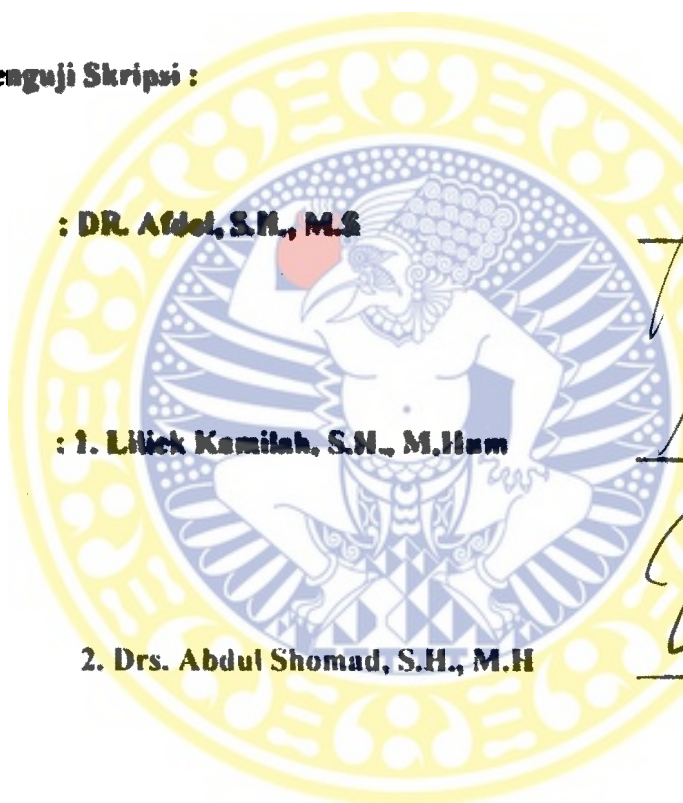 enguji Skripsi :
: DR. Afdol, S.H., M.S
: 1. Liliek Kamilah, S.H., M.Hum
2. Drs. Abdul Shomad, S.H., M.H